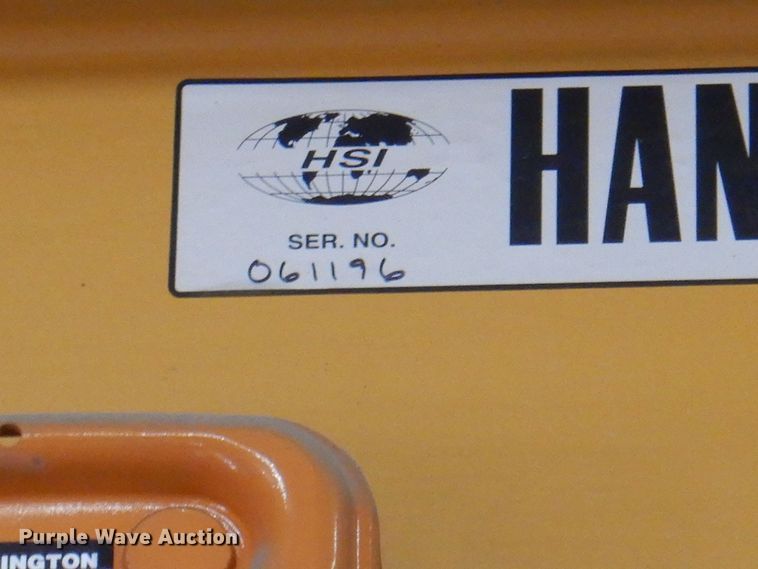 HSI
HAN
SER. NO.
061196
Purple Wave Auction
INGTON